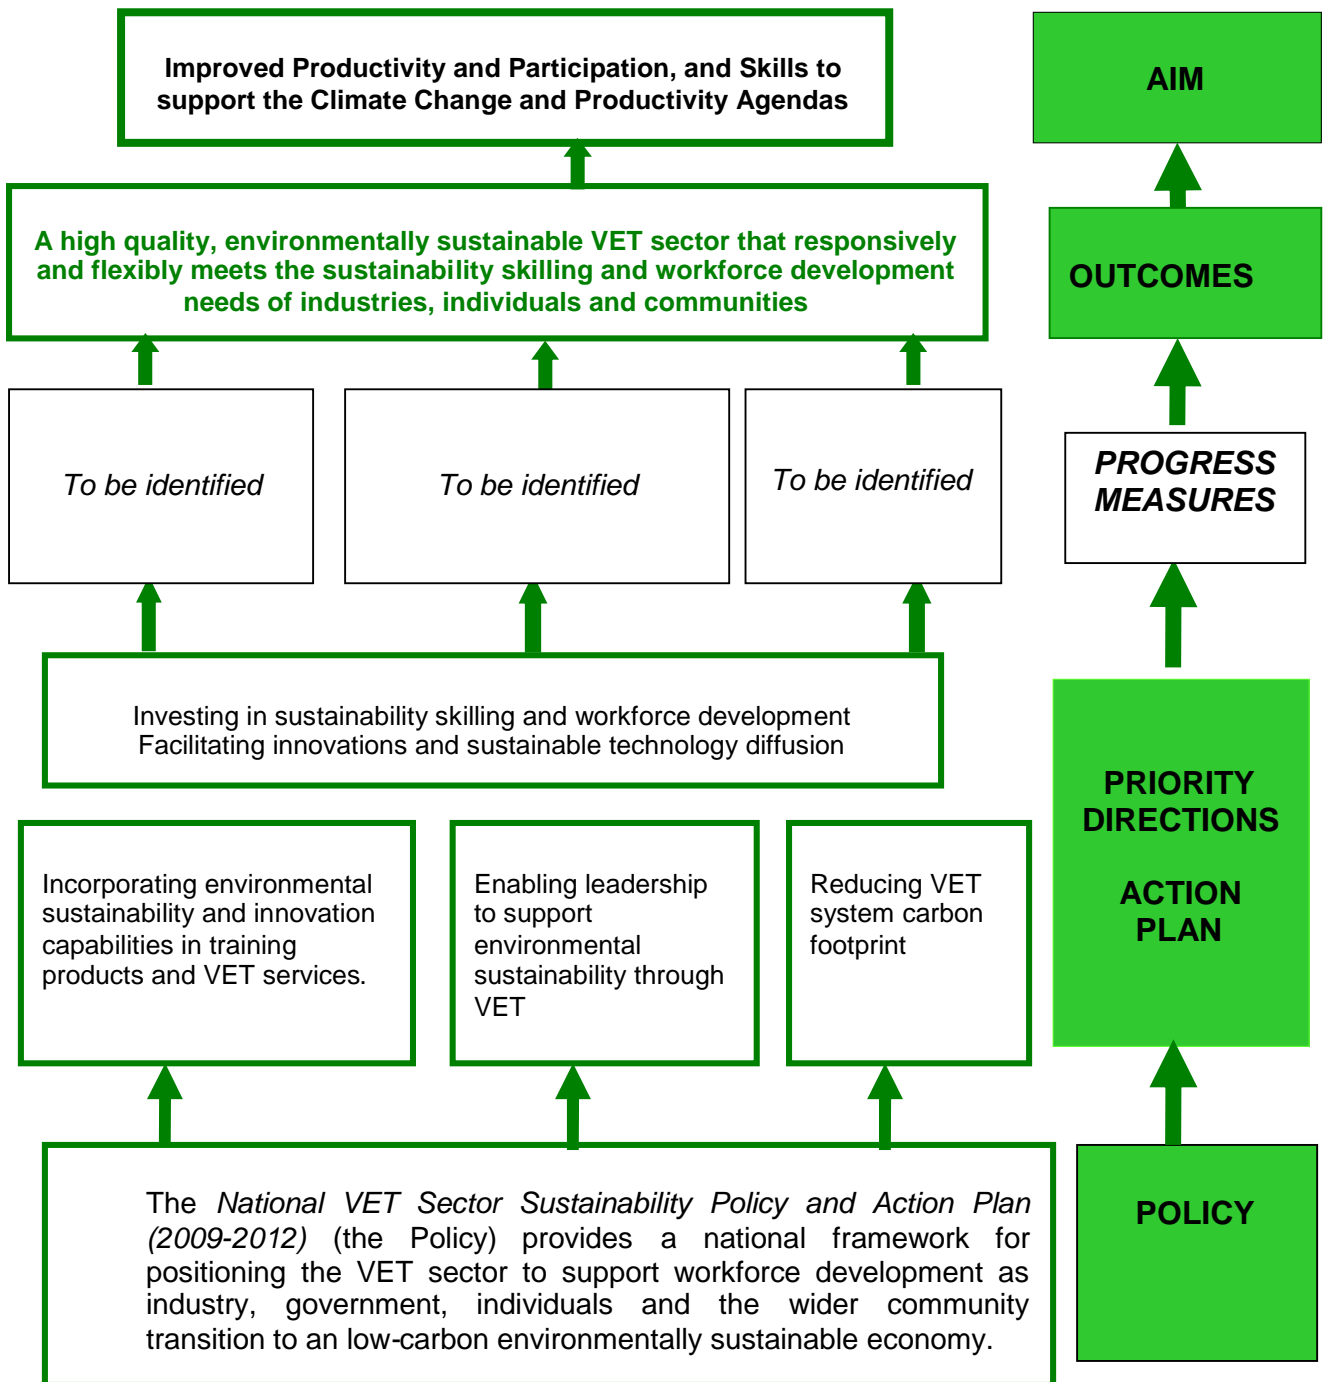 Improved Productivity and Participation, and Skills to
support the Climate Change and Productivity Agendas
AIM
A high quality, environmentally sustainable VET sector that responsively
and flexibly meets the sustainability skilling and workforce development
needs of industries, individuals and communities
OUTCOMES
To be identified
To be identified
To be identified
PROGRESS
MEASURES
Investing in sustainability skilling and workforce development
Facilitating innovations and sustainable technology diffusion
PRIORITY
DIRECTIONS
ACTION
PLAN
Incorporating environmental
sustainability and innovation
capabilities in training
products and VET services.
Enabling leadership
to support
environmental
sustainability through
VET
Reducing VET
system carbon
footprint
The National VET Sector Sustainability Policy and Action Plan
(2009-2012) (the Policy) provides a national framework for
positioning the VET sector to support workforce development as
industry, government, individuals and the wider community
transition to an low-carbon environmentally sustainable economy.
POLICY